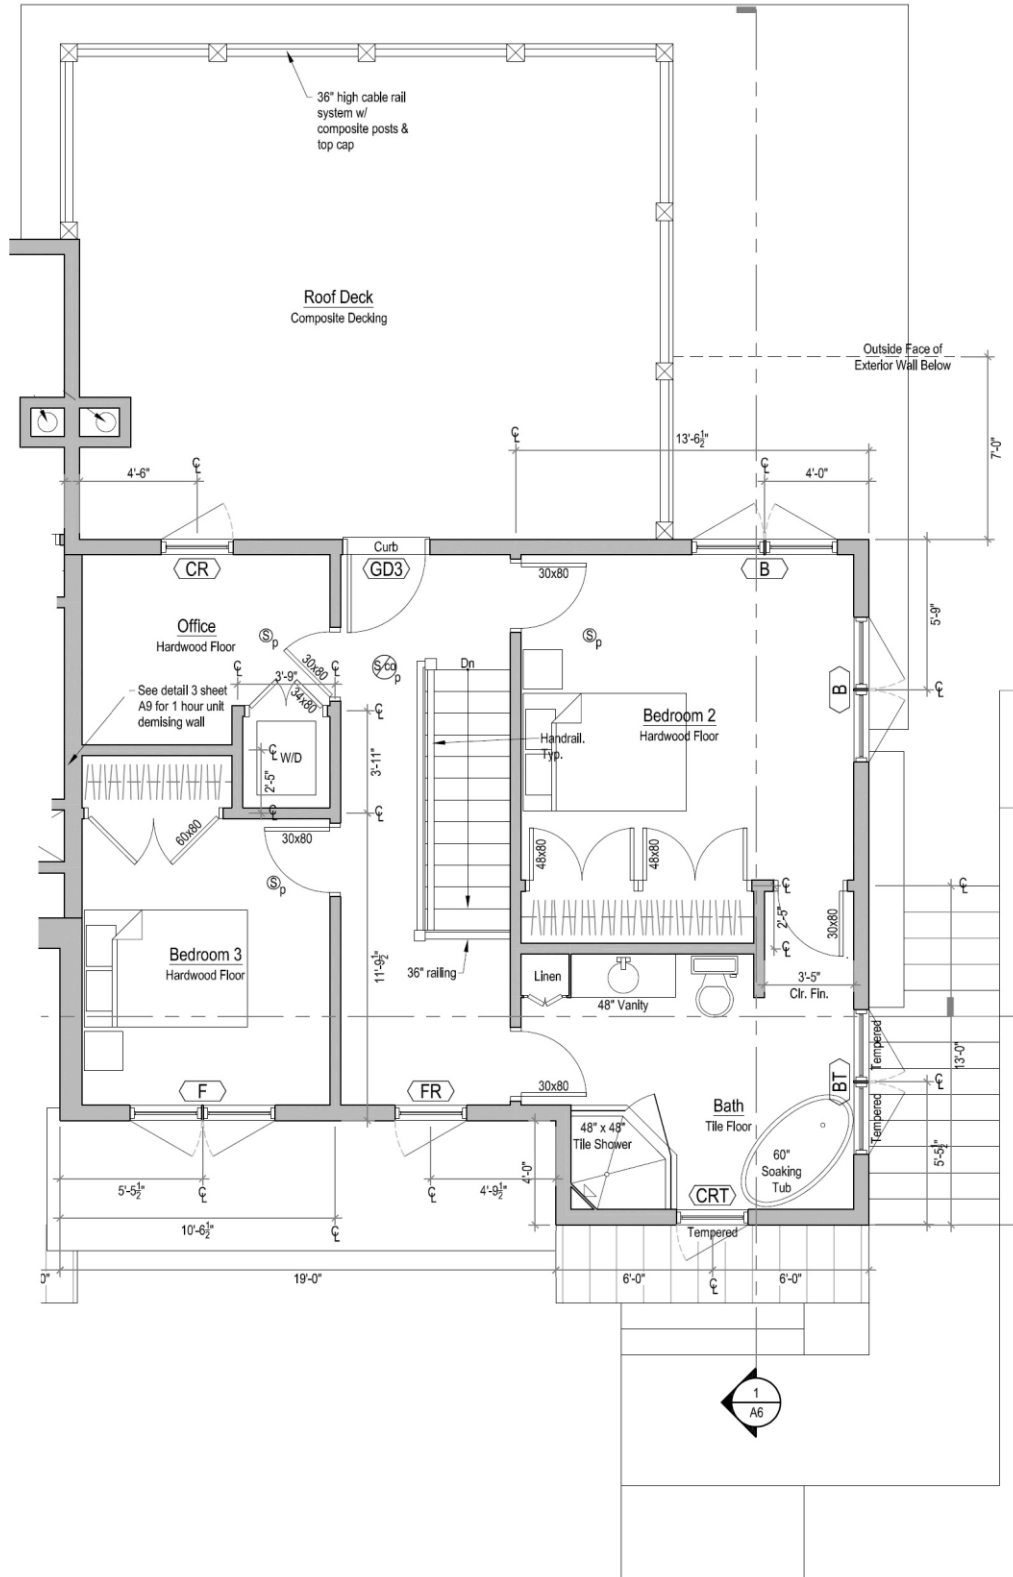 36" high cable rail
system w/
composite posts &
top cap
Roof Deck
Composite Decking
Outside Face of
Exterior Wall Below
7'-0"
13'-6½"
4'-6"
4'-0"
Curb
CR
GD3
30x80
B
5'-9"
Office
Hardwood Floor
S p
S/co p
S p
30x80
3'-9"
34x80
Dn
See detail 3 sheet
A9 for 1 hour unit
demising wall
B
Bedroom 2
Hardwood Floor
Handrail.
Typ.
W/D
2'-5"
3'-11"
60x80
30x80
48x80
48x80
S p
2'-5"
30x80
Bedroom 3
Hardwood Floor
11'-9½"
36" railing
Linen
48" Vanity
3'-5"
Clr. Fin.
Tempered
13'-0"
F
FR
30x80
BT
Bath
Tile Floor
Tempered
48" x 48"
Tile Shower
60"
Soaking
Tub
5'-5½"
5'-5½"
4'-9½"
4'-0"
CRT
Tempered
10'-6½"
0"
19'-0"
6'-0"
6'-0"
1
A6